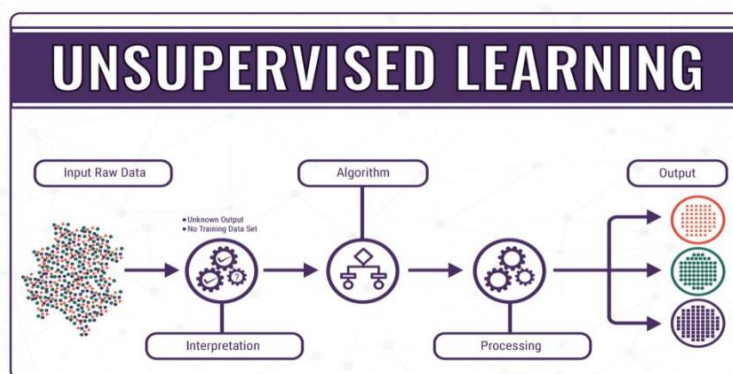 UNSUPERVISED LEARNING
Input Raw Data
Algorithm
Output
● Unknown Output
● No Training Data Set
Interpretation
Processing